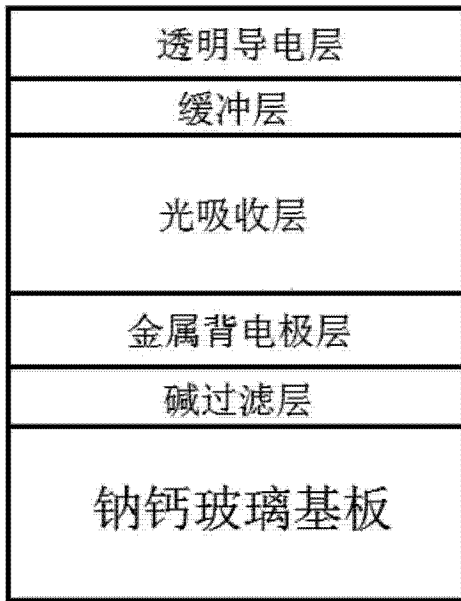 透明导电层
缓冲层
光吸收层
金属背电极层
碱过滤层
钠钙玻璃基板